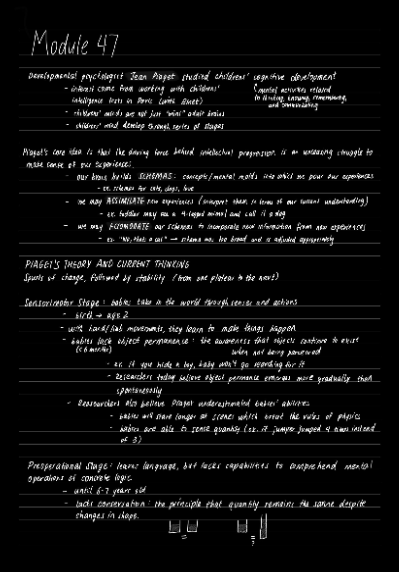 Module 47
Developmental psychologist Jean Piaget studied childrens' cognitive development
- interest came from working with childrens'
(mental activities related
to thinking, knowing, remembering,
and communicating
intelligence tests in Paris
- childrens' minds are not just "mini" adult brains
- childrens' mind develop through series of stages
Piaget's core idea is that the driving force behind intellectual progression is an unceasing struggle to
make sense of our experiences.
- our brain builds SCHEMAS: concepts/mental molds into which we pour our experiences
- ex. schemas for cats, dogs, love
- we may ASSIMILATE new experiences (interpret them in terms of our current understanding)
- ex. toddler may see a 4-legged animal and call it a dog
- we may our schemas to incorporate new information from new experiences
- ex. "No, that's a cat" → schema was too broad and is adjusted appropriately
PIAGET'S THEORY AND CURRENT THINKING
Spurts of change, followed by stability (from one plateau to the next)
Sensorimotor Stage: babies take in the world through senses and actions
- birth → age 2
- with hand/limb movements, they learn to make things happen
- babies lack object permanence: the awareness that objects continue to exist
(<6 months)
when not being perceived
- ex. if you hide a toy, baby won't go searching for it
- Researchers today believe object permanence emerges more gradually than
spontaneously
- Researchers also believe Piaget underestimated babies' abilities
- babies will stare longer at scenes which break the rules of physics
- babies are able to sense quantity (ex. if jumper jumped 4 times instead
of 3)
Preoperational Stage: learns language, but lacks capabilities to comprehend mental
operations of concrete logic
- until 6-7 years old
- lacks conservation: the principle that quantity remains the same despite
changes in shape.
=
?